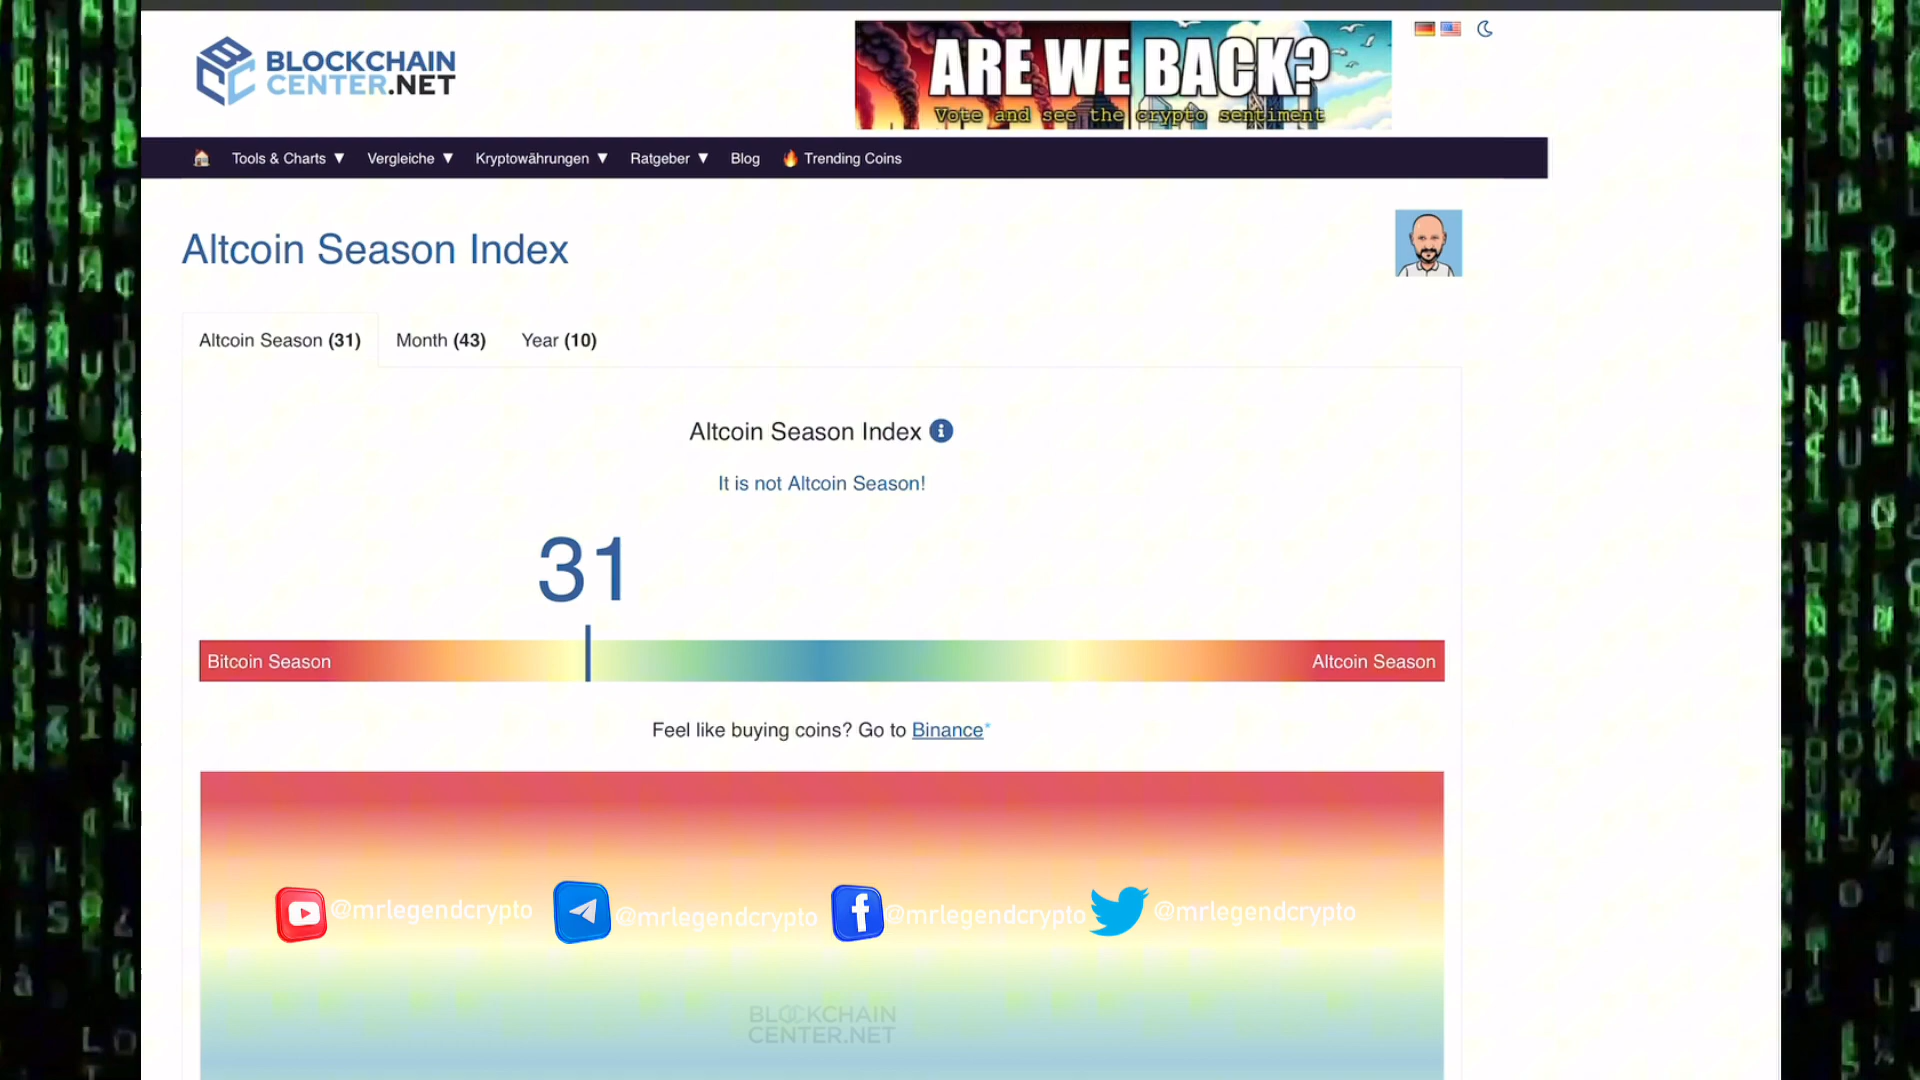 BLOCKCHAIN
CENTER.NET
ARE WE BACK?
Vote and see the crypto sentiment
Tools & Charts ▼ Vergleiche ▼ Kryptowährungen ▼ Ratgeber ▼ Blog 🔥 Trending Coins
Altcoin Season Index
Altcoin Season (31) Month (43) Year (10)
Altcoin Season Index
It is not Altcoin Season!
31
Bitcoin Season Altcoin Season
Feel like buying coins? Go to Binance*
@mrlegendcrypto @mrlegendcrypto @mrlegendcrypto @mrlegendcrypto
BLOCKCHAIN
CENTER.NET